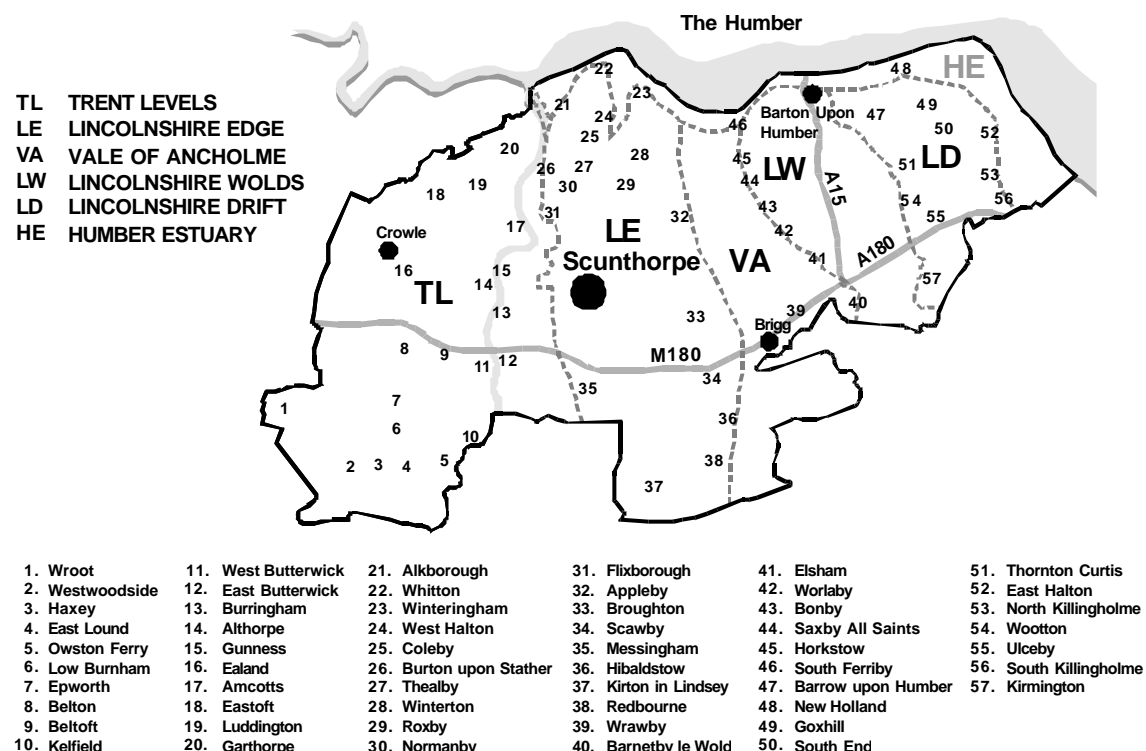 The Humber
TL TRENT LEVELS
LE LINCOLNSHIRE EDGE
VA VALE OF ANCHOLME
LW LINCOLNSHIRE WOLDS
LD LINCOLNSHIRE DRIFT
HE HUMBER ESTUARY
22
48
HE
21
23
Barton Upon
Humber
47
49
24
46
50
52
25
20
28
45
LW
51
LD
26
27
53
19
30
29
44
A15
18
54
56
31
32
43
55
17
LE
42
Crowle
Scunthorpe
VA
41
A180
16
15
57
TL
14
13
33
39
40
Brigg
8
9
12
M180
11
34
35
7
1
36
6
10
2
3
4
5
38
37
1. Wroot
2. Westwoodside
3. Haxey
4. East Lound
5. Owston Ferry
6. Low Burnham
7. Epworth
8. Belton
9. Beltoft
10. Kelfield
11. West Butterwick
12. East Butterwick
13. Burringham
14. Althorpe
15. Gunness
16. Ealand
17. Amcotts
18. Eastoft
19. Luddington
20. Garthorpe
21. Alkborough
22. Whitton
23. Winteringham
24. West Halton
25. Coleby
26. Burton upon Stather
27. Thealby
28. Winterton
29. Roxby
30. Normanby
31. Flixborough
32. Appleby
33. Broughton
34. Scawby
35. Messingham
36. Hibaldstow
37. Kirton in Lindsey
38. Redbourne
39. Wrawby
40. Barnetby le Wold
41. Elsham
42. Worlaby
43. Bonby
44. Saxby All Saints
45. Horkstow
46. South Ferriby
47. Barrow upon Humber
48. New Holland
49. Goxhill
50. South End
51. Thornton Curtis
52. East Halton
53. North Killingholme
54. Wootton
55. Ulceby
56. South Killingholme
57. Kirmington